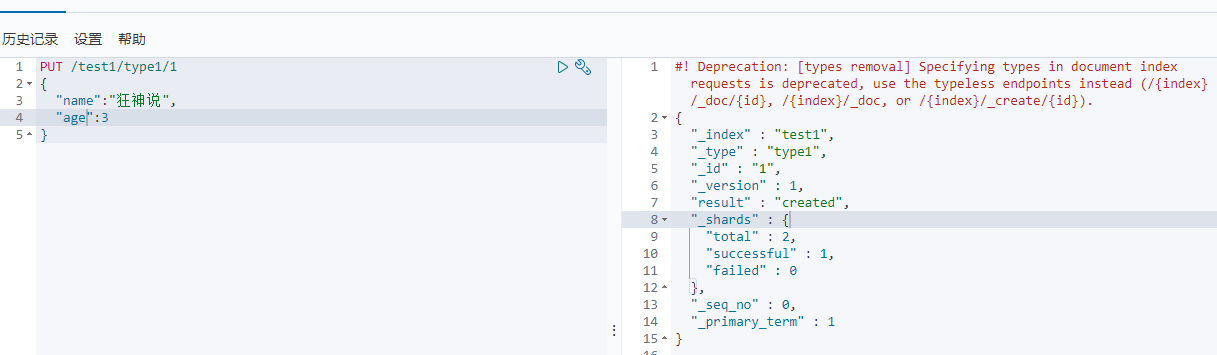 历史记录 设置 帮助
1 PUT /test1/type1/1
2 {
3 "name":"狂神说",
4 "age":3
5 }
1 #! Deprecation: [types removal] Specifying types in document index
requests is deprecated, use the typeless endpoints instead (/{index}
/_doc/{id}, /{index}/_doc, or /{index}/_create/{id}).
2 {
3 "_index" : "test1",
4 "_type" : "type1",
5 "_id" : "1",
6 "_version" : 1,
7 "result" : "created",
8 "_shards" : {
9 "total" : 2,
10 "successful" : 1,
11 "failed" : 0
12 },
13 "_seq_no" : 0,
14 "_primary_term" : 1
15 }
16